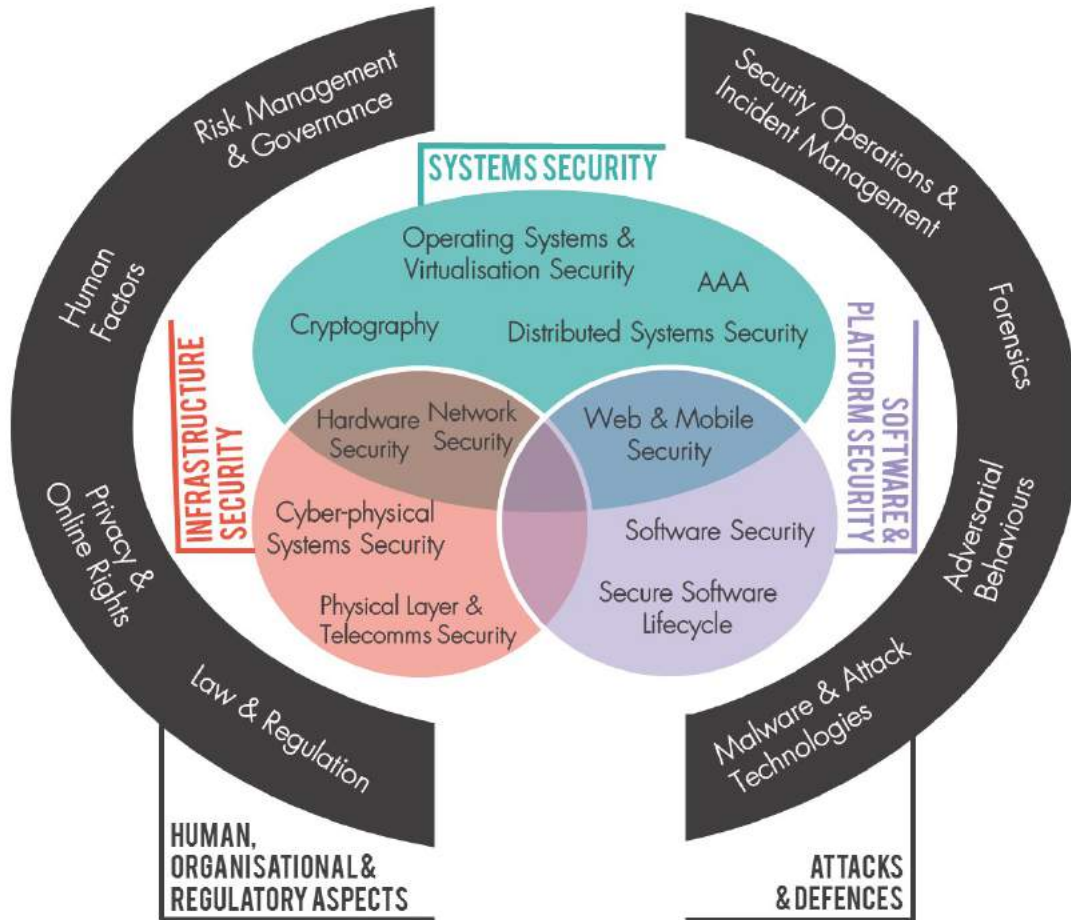 Risk Management
& Governance
Human
Factors
Privacy &
Online Rights
Law & Regulation
HUMAN,
ORGANISATIONAL &
REGULATORY ASPECTS
SYSTEMS SECURITY
Operating Systems &
Virtualisation Security
AAA
Cryptography
Distributed Systems Security
INFRASTRUCTURE
SECURITY
Hardware
Security
Network
Security
Cyber-physical
Systems Security
Physical Layer &
Telecomms Security
Web & Mobile
Security
Software Security
Secure Software
Lifecycle
SOFTWARE &
PLATFORM SECURITY
Security Operations &
Incident Management
Forensics
Adversarial
Behaviours
Malware & Attack
Technologies
ATTACKS
& DEFENCES